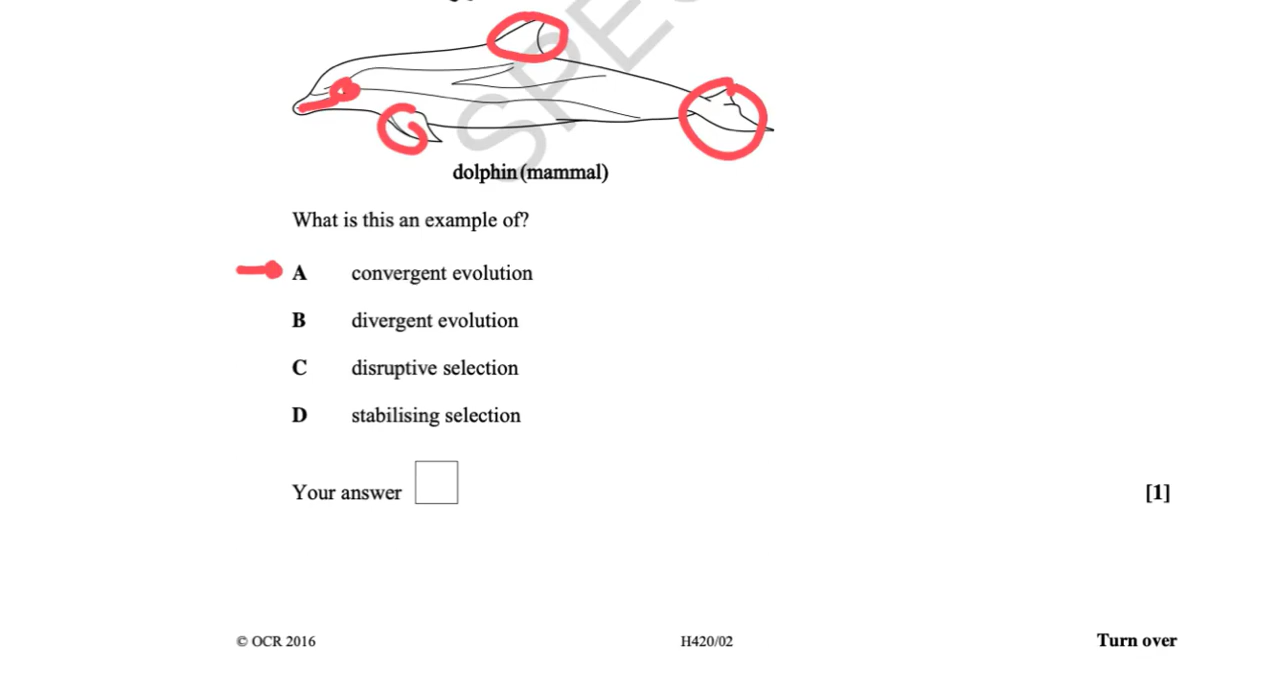 SPE
dolphin (mammal)
What is this an example of?
A convergent evolution
B divergent evolution
C disruptive selection
D stabilising selection
Your answer [1]
© OCR 2016 H420/02 Turn over